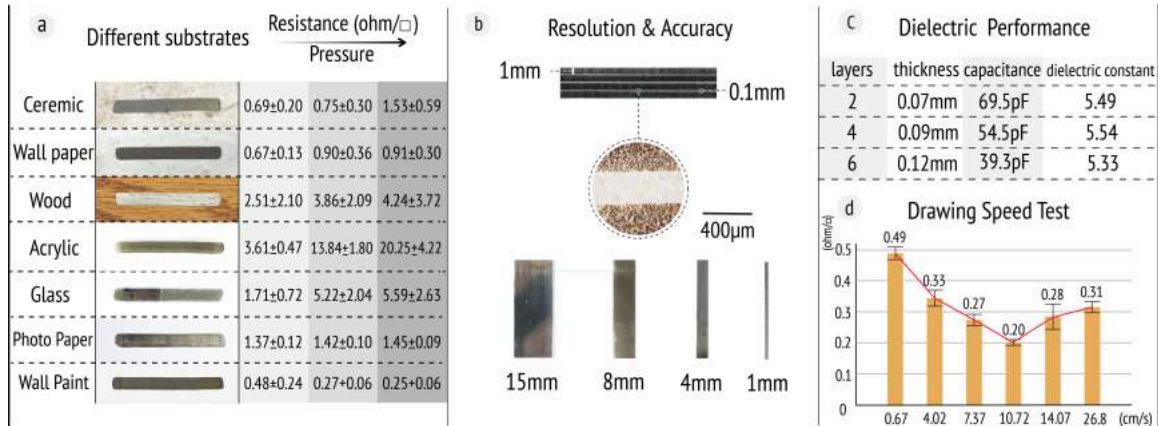 a
Different substrates
Resistance (ohm/□)
Pressure
Ceremic 0.69±0.20 0.75±0.30 1.53±0.59
Wall paper 0.67±0.13 0.90±0.36 0.91±0.30
Wood 2.51±2.10 3.86±2.09 4.24±3.72
Acrylic 3.61±0.47 13.84±1.80 20.25±4.22
Glass 1.71±0.72 5.22±2.04 5.59±2.63
Photo Paper 1.37±0.12 1.42±0.10 1.45±0.09
Wall Paint 0.48±0.24 0.27+0.06 0.25+0.06
b
Resolution & Accuracy
1mm
0.1mm
400μm
15mm 8mm 4mm 1mm
c
Dielectric Performance
layers thickness capacitance dielectric constant
2 0.07mm 69.5pF 5.49
4 0.09mm 54.5pF 5.54
6 0.12mm 39.3pF 5.33
d
Drawing Speed Test
(ohm/□)
0.5
0.4
0.3
0.2
0.1
0
0.49 0.33 0.27 0.20 0.28 0.31
0.67 4.02 7.37 10.72 14.07 26.8 (cm/s)